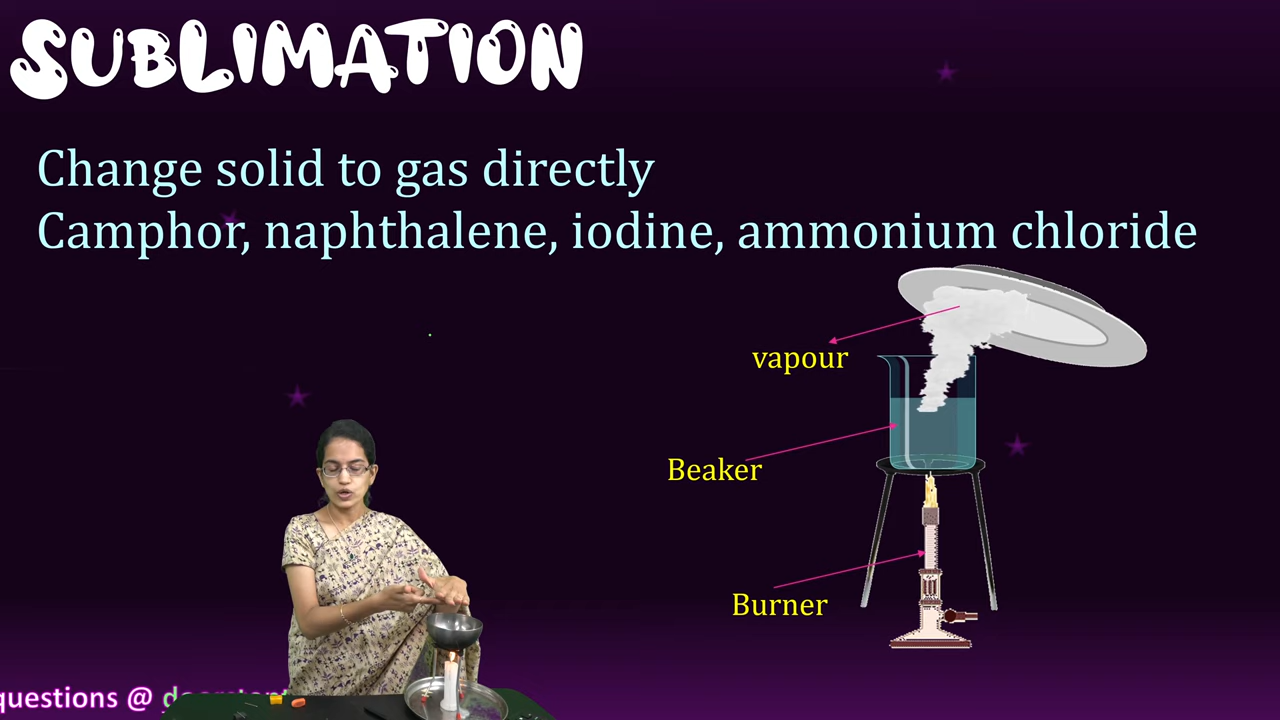 SUBLIMATION
Change solid to gas directly
Camphor, naphthalene, iodine, ammonium chloride
vapour
Beaker
Burner
questions @